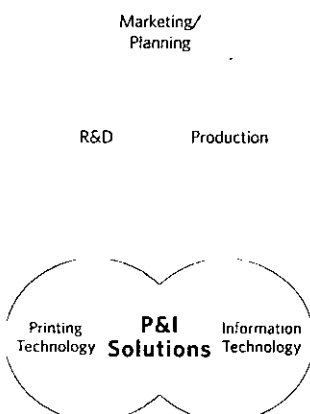 Marketing/
Planning
R&D
Production
Printing
Technology
P&I
Solutions
Information
Technology